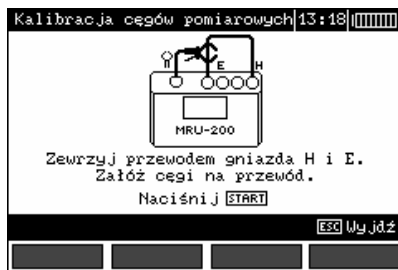 Kalibracja cęgów pomiarowych 13:18
E H
MRU-200
Zewrzyj przewodem gniazda H i E.
Załóż cęgi na przewód.
Naciśnij START
ESC Wyjdź